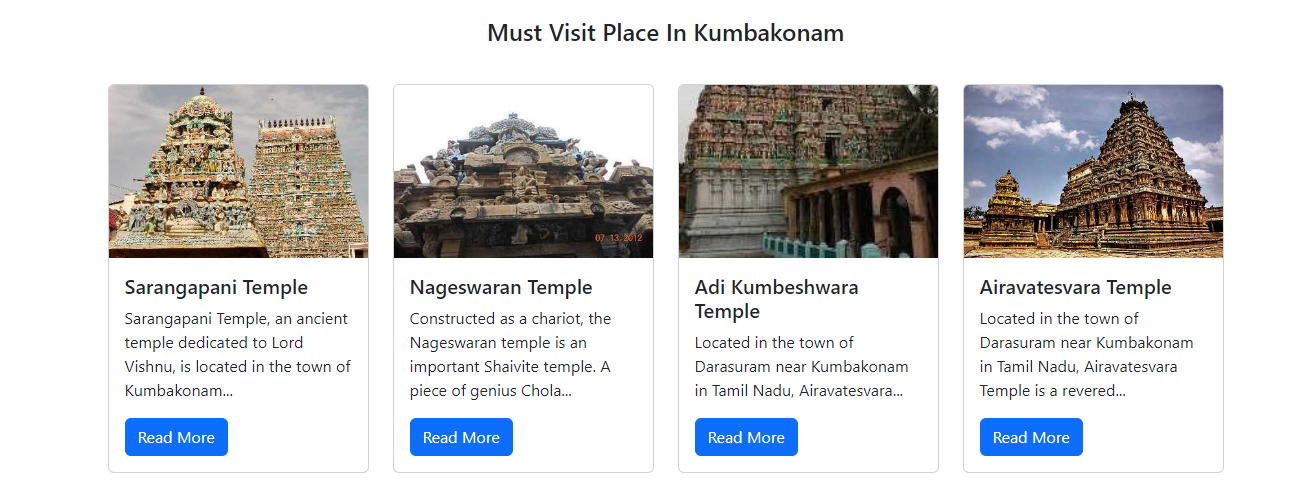 Must Visit Place In Kumbakonam
07.13.2012
Sarangapani Temple
Sarangapani Temple, an ancient
temple dedicated to Lord
Vishnu, is located in the town of
Kumbakonam...
Read More
Nageswaran Temple
Constructed as a chariot, the
Nageswaran temple is an
important Shaivite temple. A
piece of genius Chola...
Read More
Adi Kumbeshwara
Temple
Located in the town of
Darasuram near Kumbakonam
in Tamil Nadu, Airavatesvara...
Read More
Airavatesvara Temple
Located in the town of
Darasuram near Kumbakonam
in Tamil Nadu, Airavatesvara
Temple is a revered...
Read More